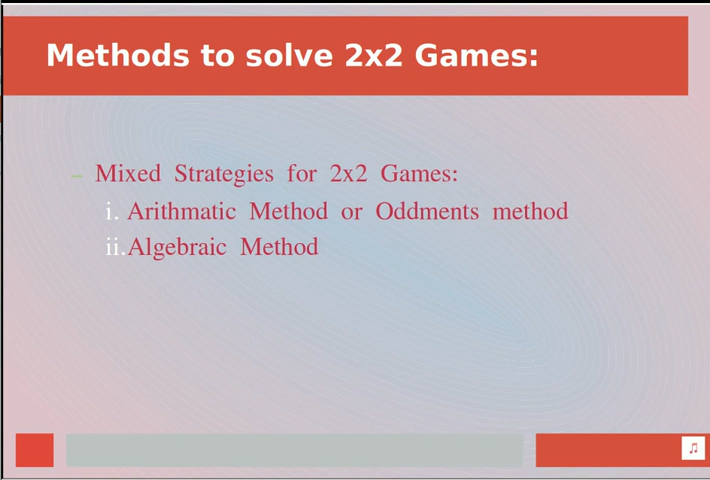 Methods to solve 2x2 Games:
– Mixed Strategies for 2x2 Games:
i. Arithmatic Method or Oddments method
ii.Algebraic Method